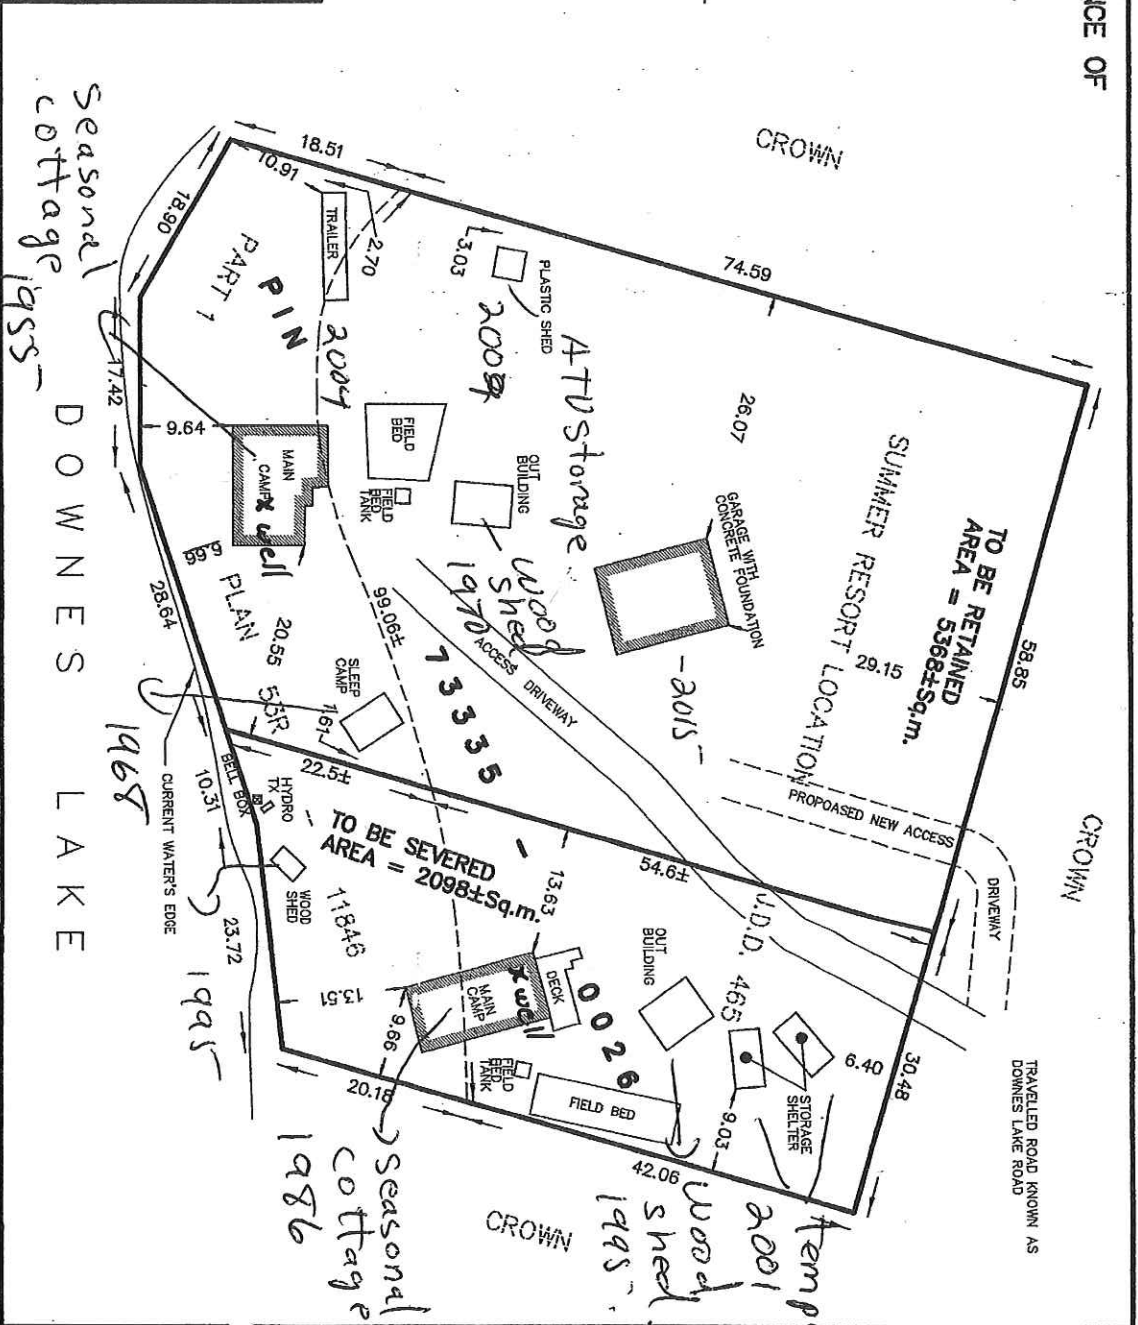 NCE OF
CROWN
18.51
10.91
TRAILER
2.70
3.03
PLASTIC SHED
74.59
2004
2009
ATV Storage
18.90
PART 1
PIN
17.42
9.64
MAIN
CAMP
x well
Seasonal
cottage
1955
FIELD
BED
FIELD
BED
TANK
OUT
BUILDING
wood
shed
1970
26.07
GARAGE WITH
CONCRETE FOUNDATION
- 2015 -
SUMMER RESORT LOCATION
29.15
TO BE RETAINED
AREA = 5368±Sq.m.
58.85
CROWN
PROPOASED NEW ACCESS
DRIVEWAY
ACCESS DRIVEWAY
99.06±
9.99
PLAN
20.55
55R
28.64
SLEEP
CAMP
7.61
1968
73335 - 0026
22.5±
54.6±
BELL BOX
HYDRO
TX
10.31
CURRENT WATER'S EDGE
WOOD
SHED
1995
23.72
TO BE SEVERED
AREA = 2098±Sq.m.
11846
13.63
13.51
MAIN
CAMP
x well
DECK
9.66
20.18
Seasonal
cottage
1986
FIELD
BED
TANK
FIELD BED
OUT
BUILDING
J.D.D. 465
wood
shed
1995
STORAGE
SHELTER
Temp
2001
6.40
9.03
30.48
42.06
CROWN
TRAVELLED ROAD KNOWN AS
DOWNES LAKE ROAD
DOWNES LAKE